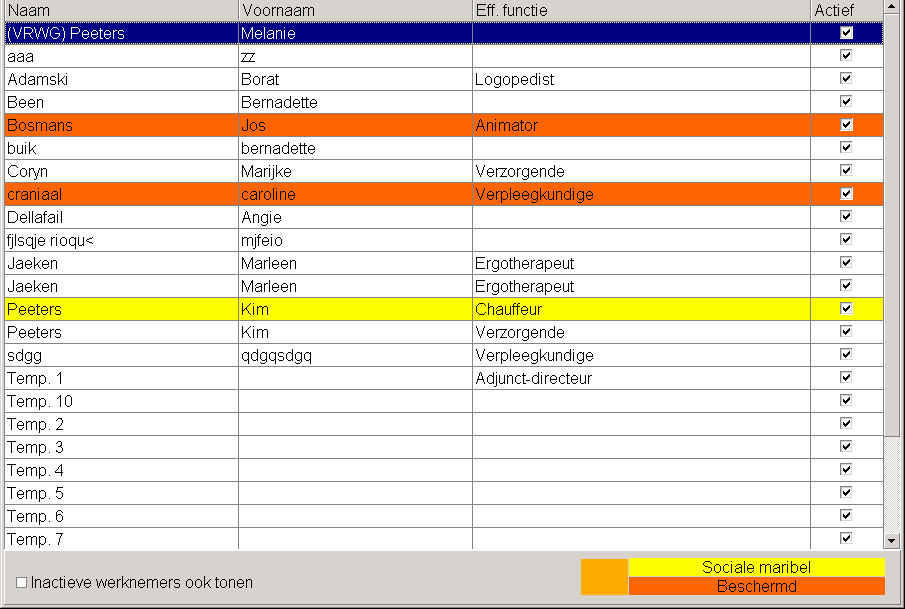 Naam Voornaam Eff. functie Actief
(VRWG) Peeters Melanie
aaa zz
Adamski Borat Logopedist
Been Bernadette
Bosmans Jos Animator
buik bernadette
Coryn Marijke Verzorgende
craniaal caroline Verpleegkundige
Dellafail Angie
fjlsqje rioqu< mjfeio
Jaeken Marleen Ergotherapeut
Jaeken Marleen Ergotherapeut
Peeters Kim Chauffeur
Peeters Kim Verzorgende
sdgg qdgqsdgq Verpleegkundige
Temp. 1 Adjunct-directeur
Temp. 10
Temp. 2
Temp. 3
Temp. 4
Temp. 5
Temp. 6
Temp. 7
Sociale maribel
Inactieve werknemers ook tonen
Beschermd